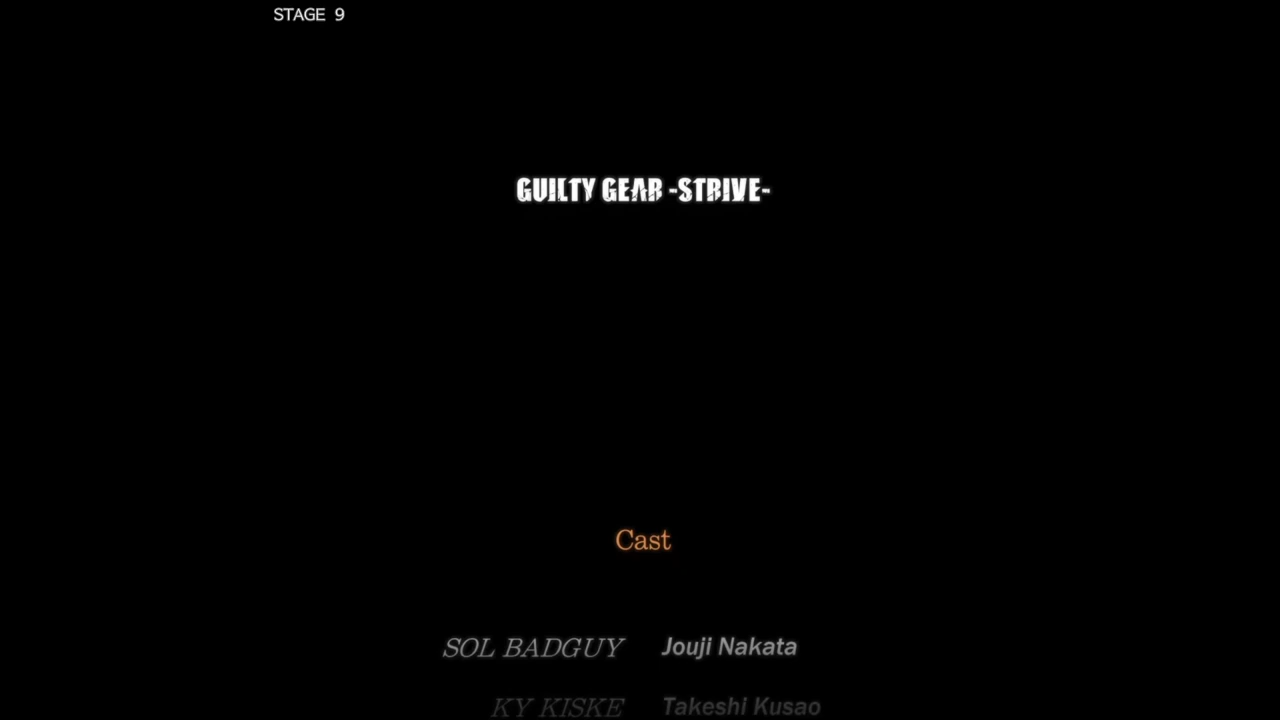 STAGE 9
GUILTY GEAR -STRIVE-
Cast
SOL BADGUY Jouji Nakata
KY KISKE Takeshi Kusao